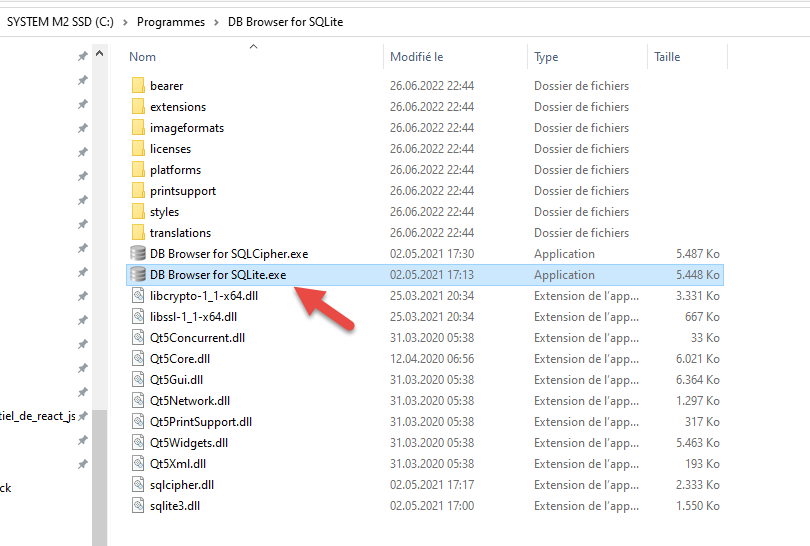 SYSTEM M2 SSD (C:) > Programmes > DB Browser for SQLite
Nom Modifié le Type Taille
bearer 26.06.2022 22:44 Dossier de fichiers
extensions 26.06.2022 22:44 Dossier de fichiers
imageformats 26.06.2022 22:44 Dossier de fichiers
licenses 26.06.2022 22:44 Dossier de fichiers
platforms 26.06.2022 22:44 Dossier de fichiers
printsupport 26.06.2022 22:44 Dossier de fichiers
styles 26.06.2022 22:44 Dossier de fichiers
translations 26.06.2022 22:44 Dossier de fichiers
DB Browser for SQLCipher.exe 02.05.2021 17:30 Application 5.487 Ko
DB Browser for SQLite.exe 02.05.2021 17:13 Application 5.448 Ko
libcrypto-1_1-x64.dll 25.03.2021 20:34 Extension de l'app... 3.331 Ko
libssl-1_1-x64.dll 25.03.2021 20:34 Extension de l'app... 667 Ko
Qt5Concurrent.dll 31.03.2020 05:38 Extension de l'app... 33 Ko
Qt5Core.dll 12.04.2020 06:56 Extension de l'app... 6.021 Ko
Qt5Gui.dll 31.03.2020 05:38 Extension de l'app... 6.364 Ko
Qt5Network.dll 31.03.2020 05:38 Extension de l'app... 1.297 Ko
tiel_de_react_js
Qt5PrintSupport.dll 31.03.2020 05:38 Extension de l'app... 317 Ko
Qt5Widgets.dll 31.03.2020 05:38 Extension de l'app... 5.463 Ko
Qt5Xml.dll 31.03.2020 05:38 Extension de l'app... 193 Ko
ck
sqlcipher.dll 02.05.2021 17:17 Extension de l'app... 2.333 Ko
sqlite3.dll 02.05.2021 17:00 Extension de l'app... 1.550 Ko